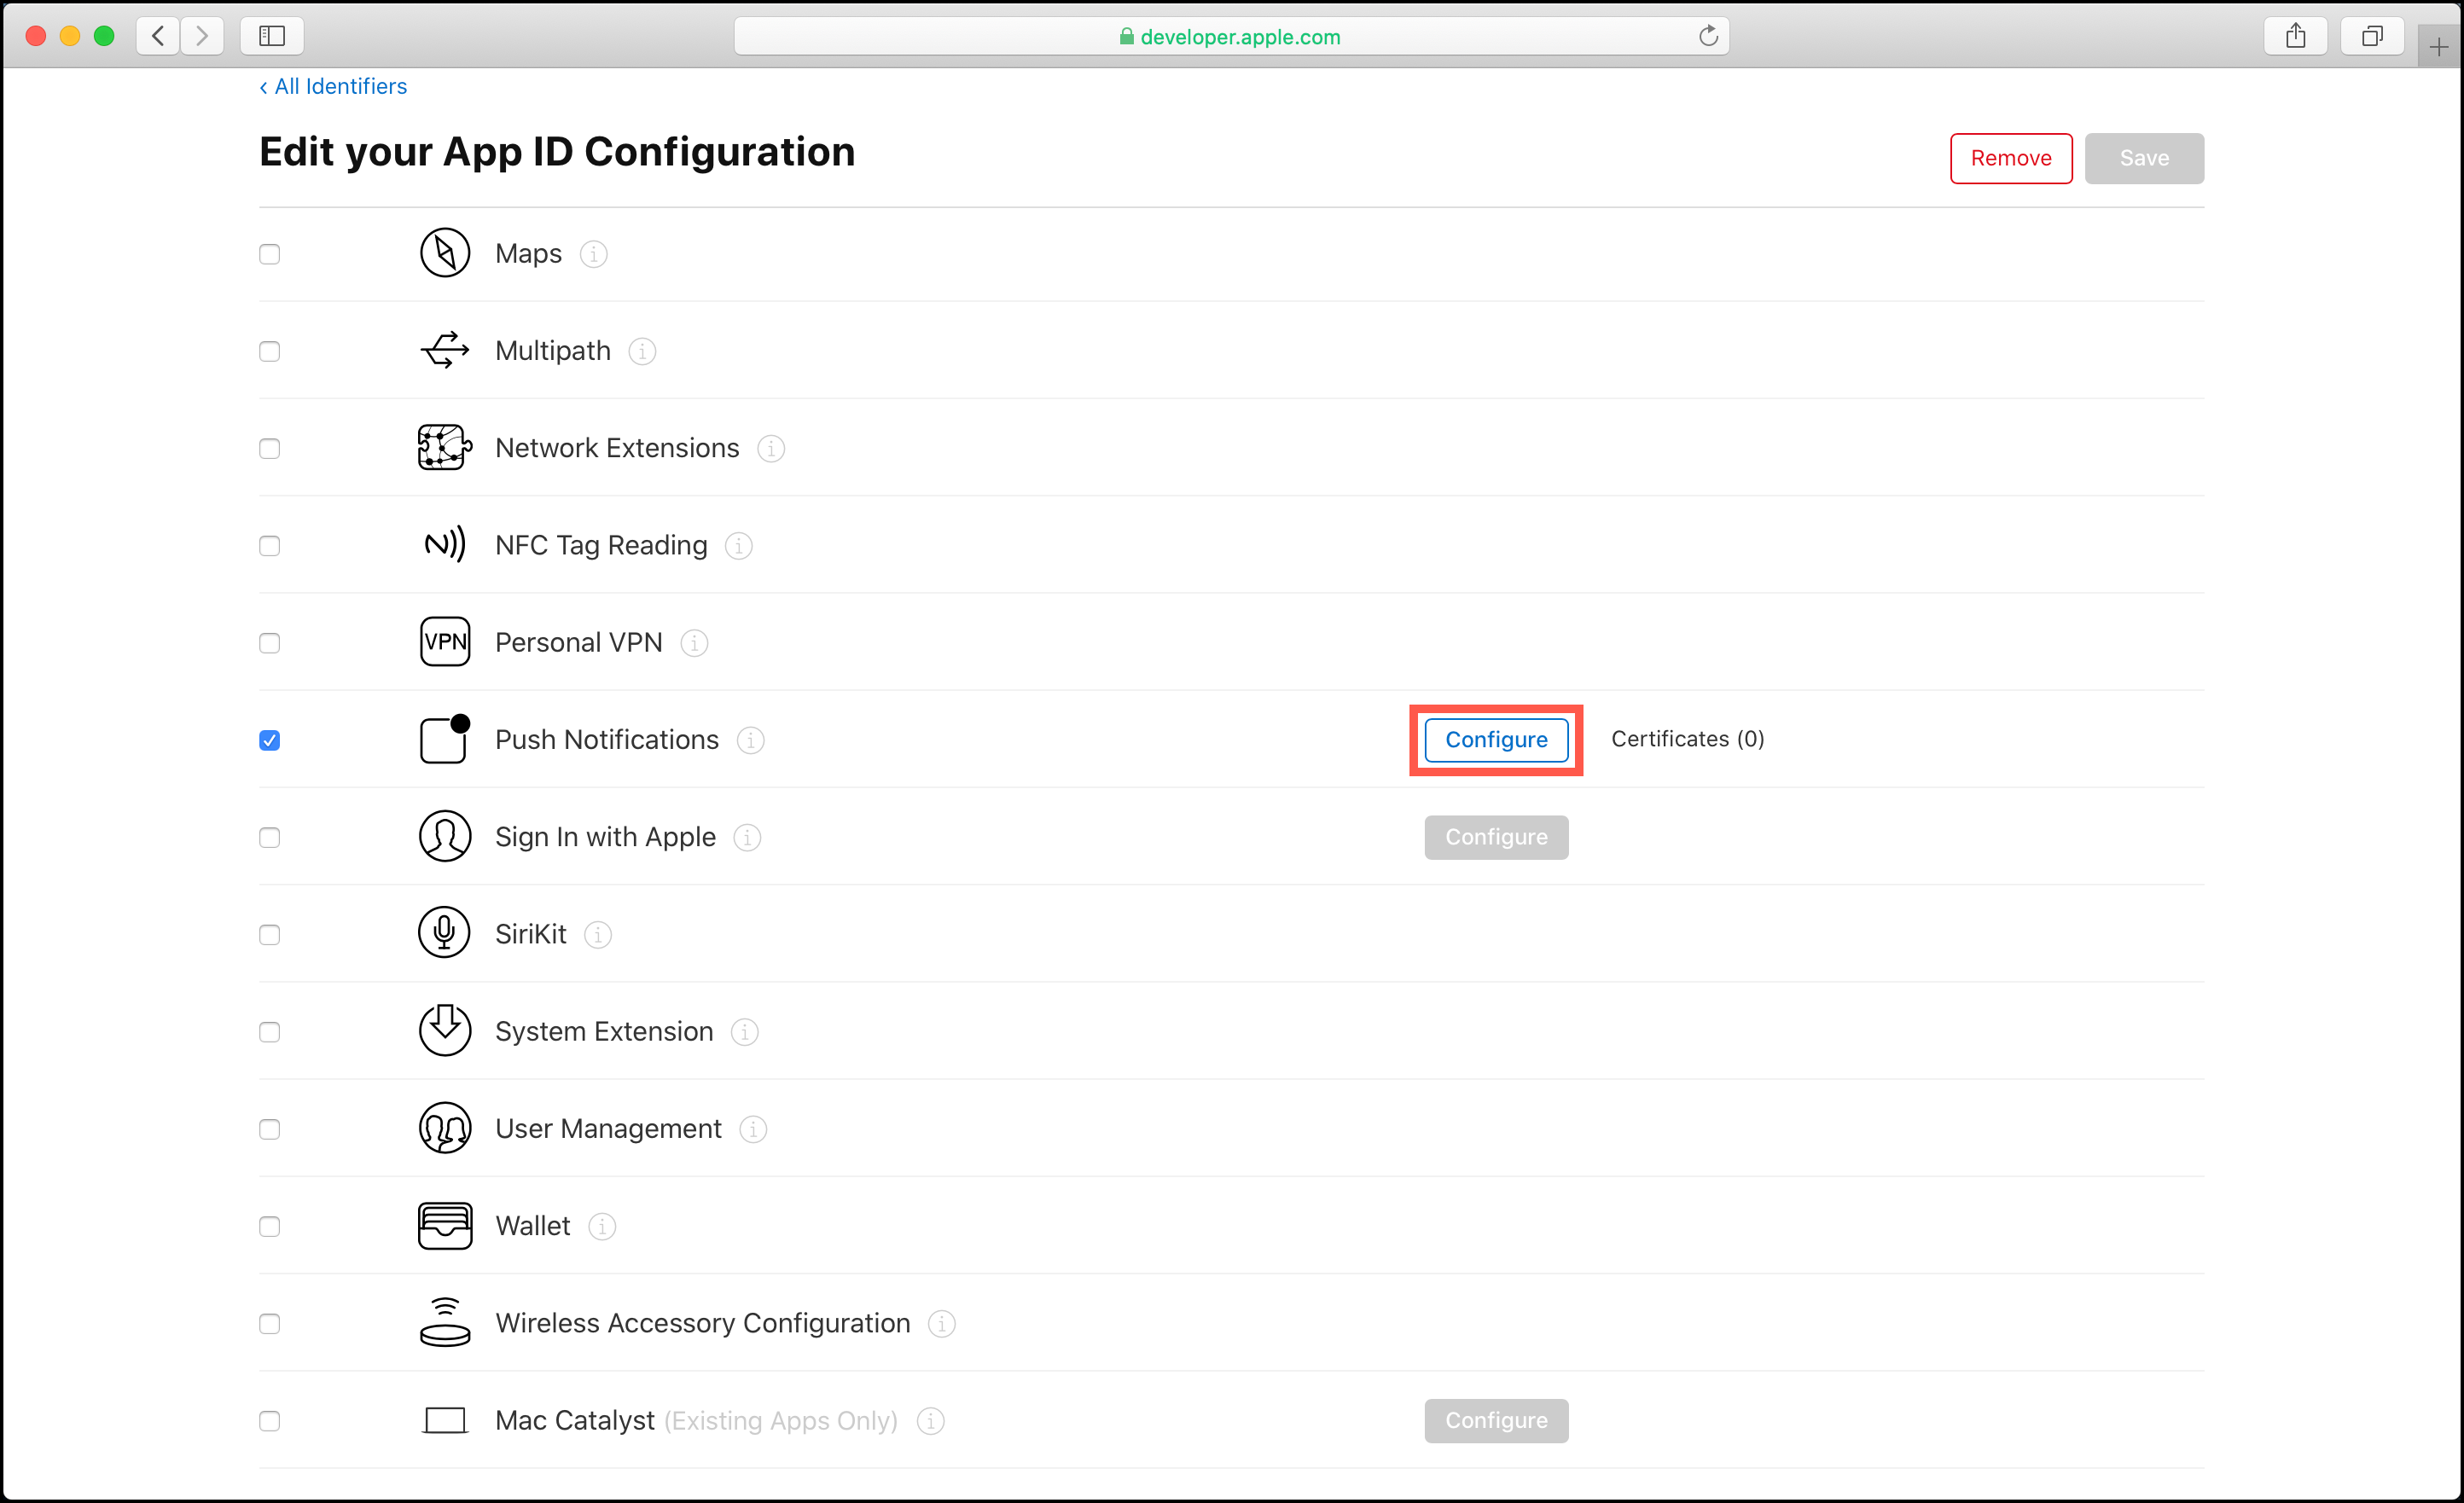 developer.apple.com
‹ All Identifiers
Edit your App ID Configuration
Remove
Save
Maps
Multipath
Network Extensions
NFC Tag Reading
VPN
Personal VPN
Push Notifications
Configure
Certificates (0)
Sign In with Apple
Configure
SiriKit
System Extension
User Management
Wallet
Wireless Accessory Configuration
Mac Catalyst (Existing Apps Only)
Configure